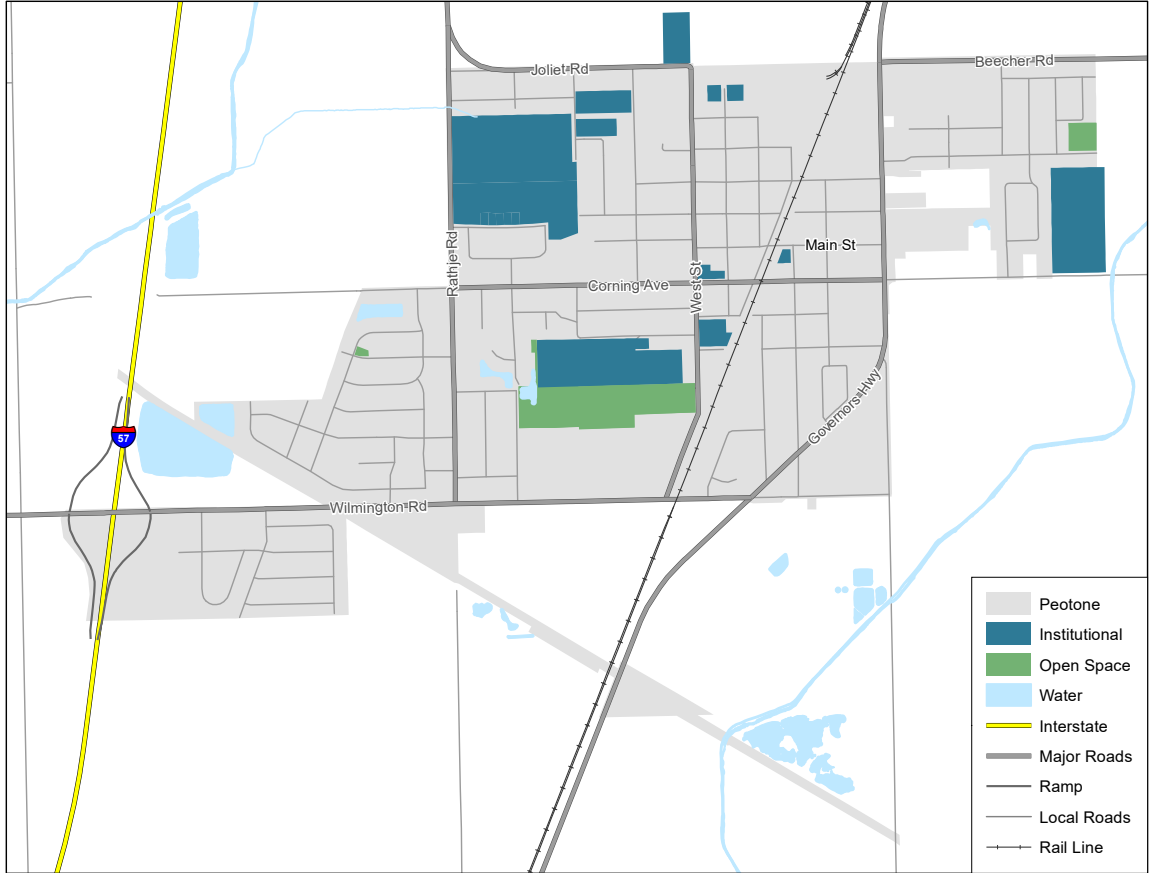 Joliet Rd
Beecher Rd
Rathje Rd
West St
Main St
Corning Ave
Governors Hwy
57
Wilmington Rd
Peotone
Institutional
Open Space
Water
Interstate
Major Roads
Ramp
Local Roads
Rail Line